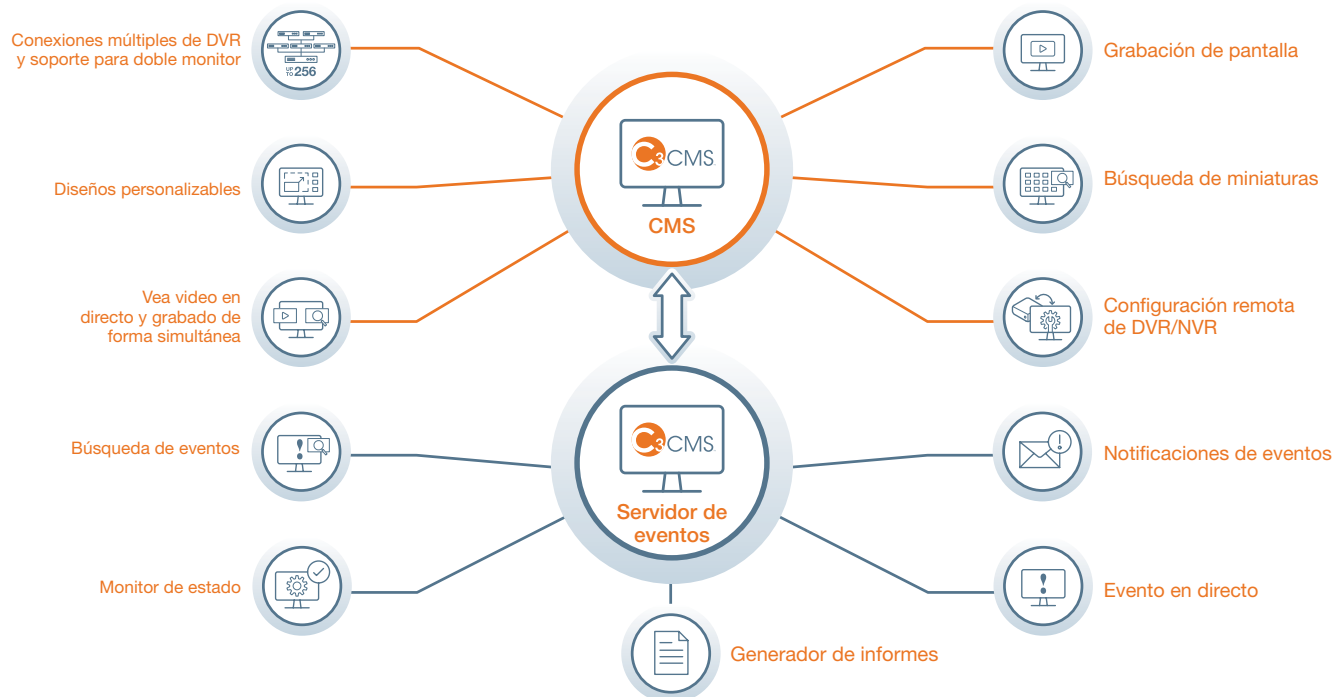 Conexiones múltiples de DVR
y soporte para doble monitor
UP
TO 256
Grabación de pantalla
C3CMS
CMS
Diseños personalizables
Búsqueda de miniaturas
Vea video en
directo y grabado de
forma simultánea
Configuración remota
de DVR/NVR
Búsqueda de eventos
C3CMS
Servidor de
eventos
Notificaciones de eventos
Monitor de estado
Evento en directo
Generador de informes